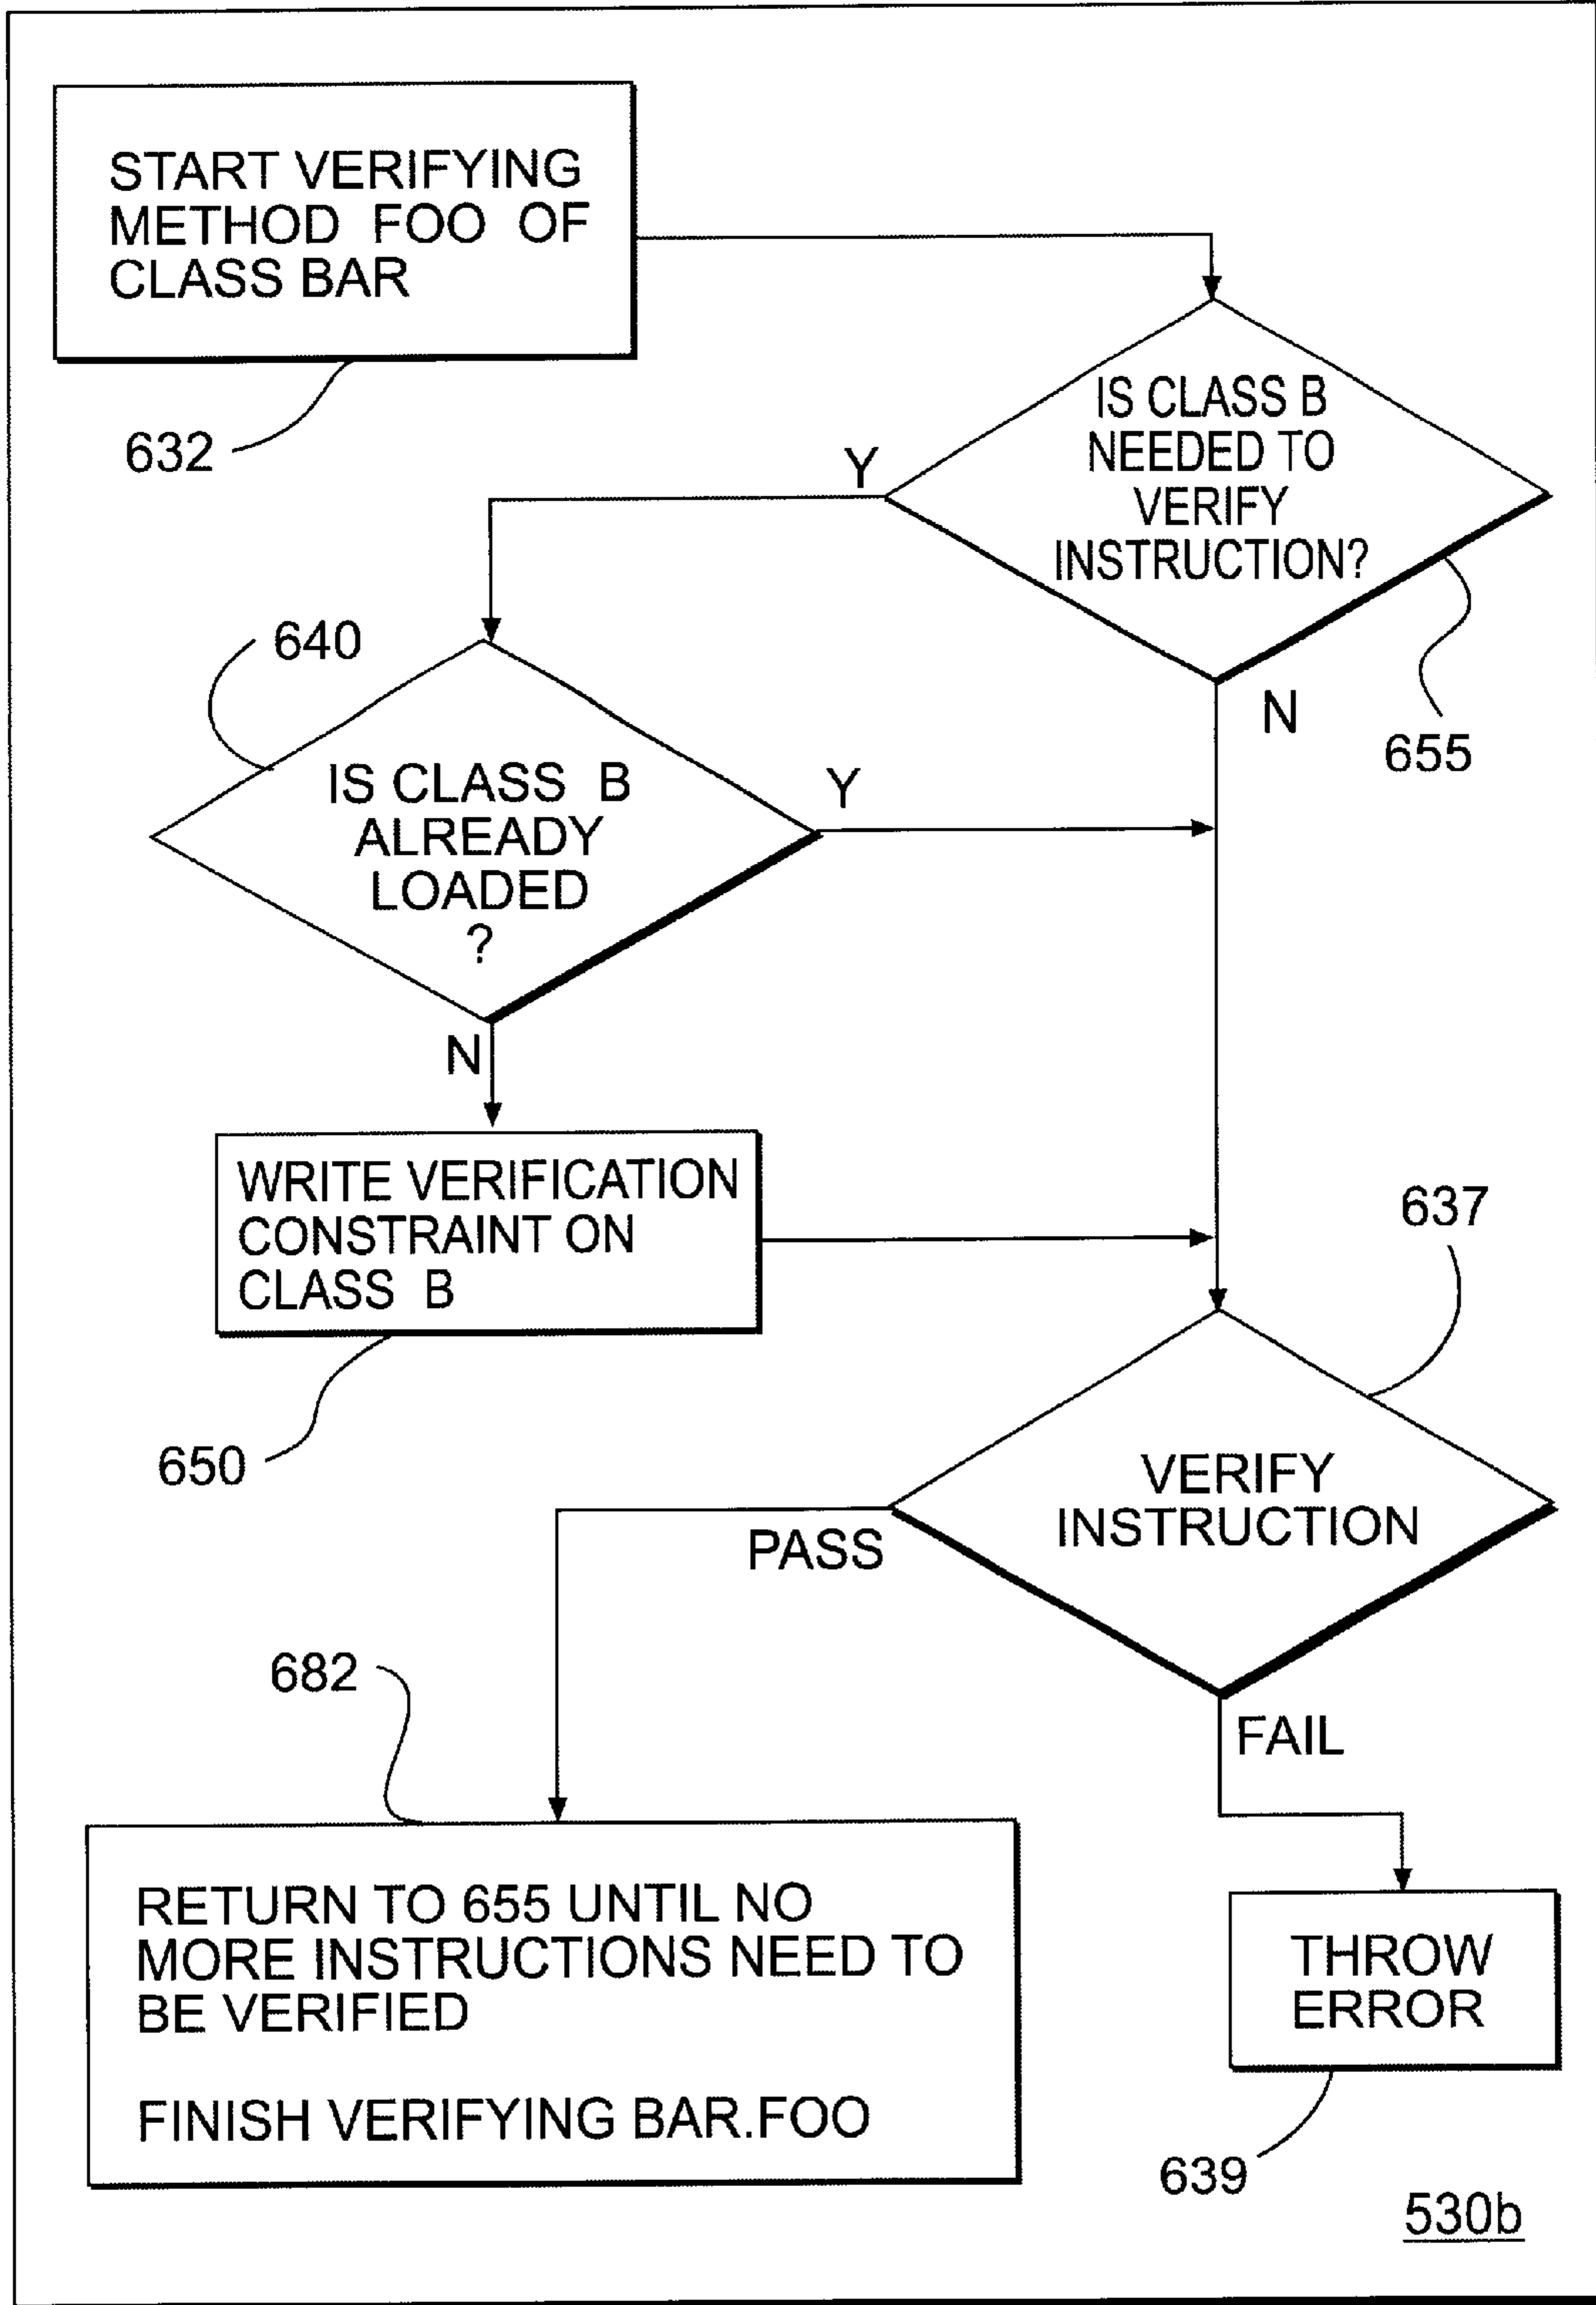 START VERIFYING
METHOD FOO OF
CLASS BAR
632
IS CLASS B
NEEDED TO
VERIFY
INSTRUCTION?
Y
N
655
640
IS CLASS B
ALREADY
LOADED
?
Y
N
WRITE VERIFICATION
CONSTRAINT ON
CLASS B
650
637
VERIFY
INSTRUCTION
PASS
FAIL
682
RETURN TO 655 UNTIL NO
MORE INSTRUCTIONS NEED TO
BE VERIFIED
FINISH VERIFYING BAR.FOO
THROW
ERROR
639
530b